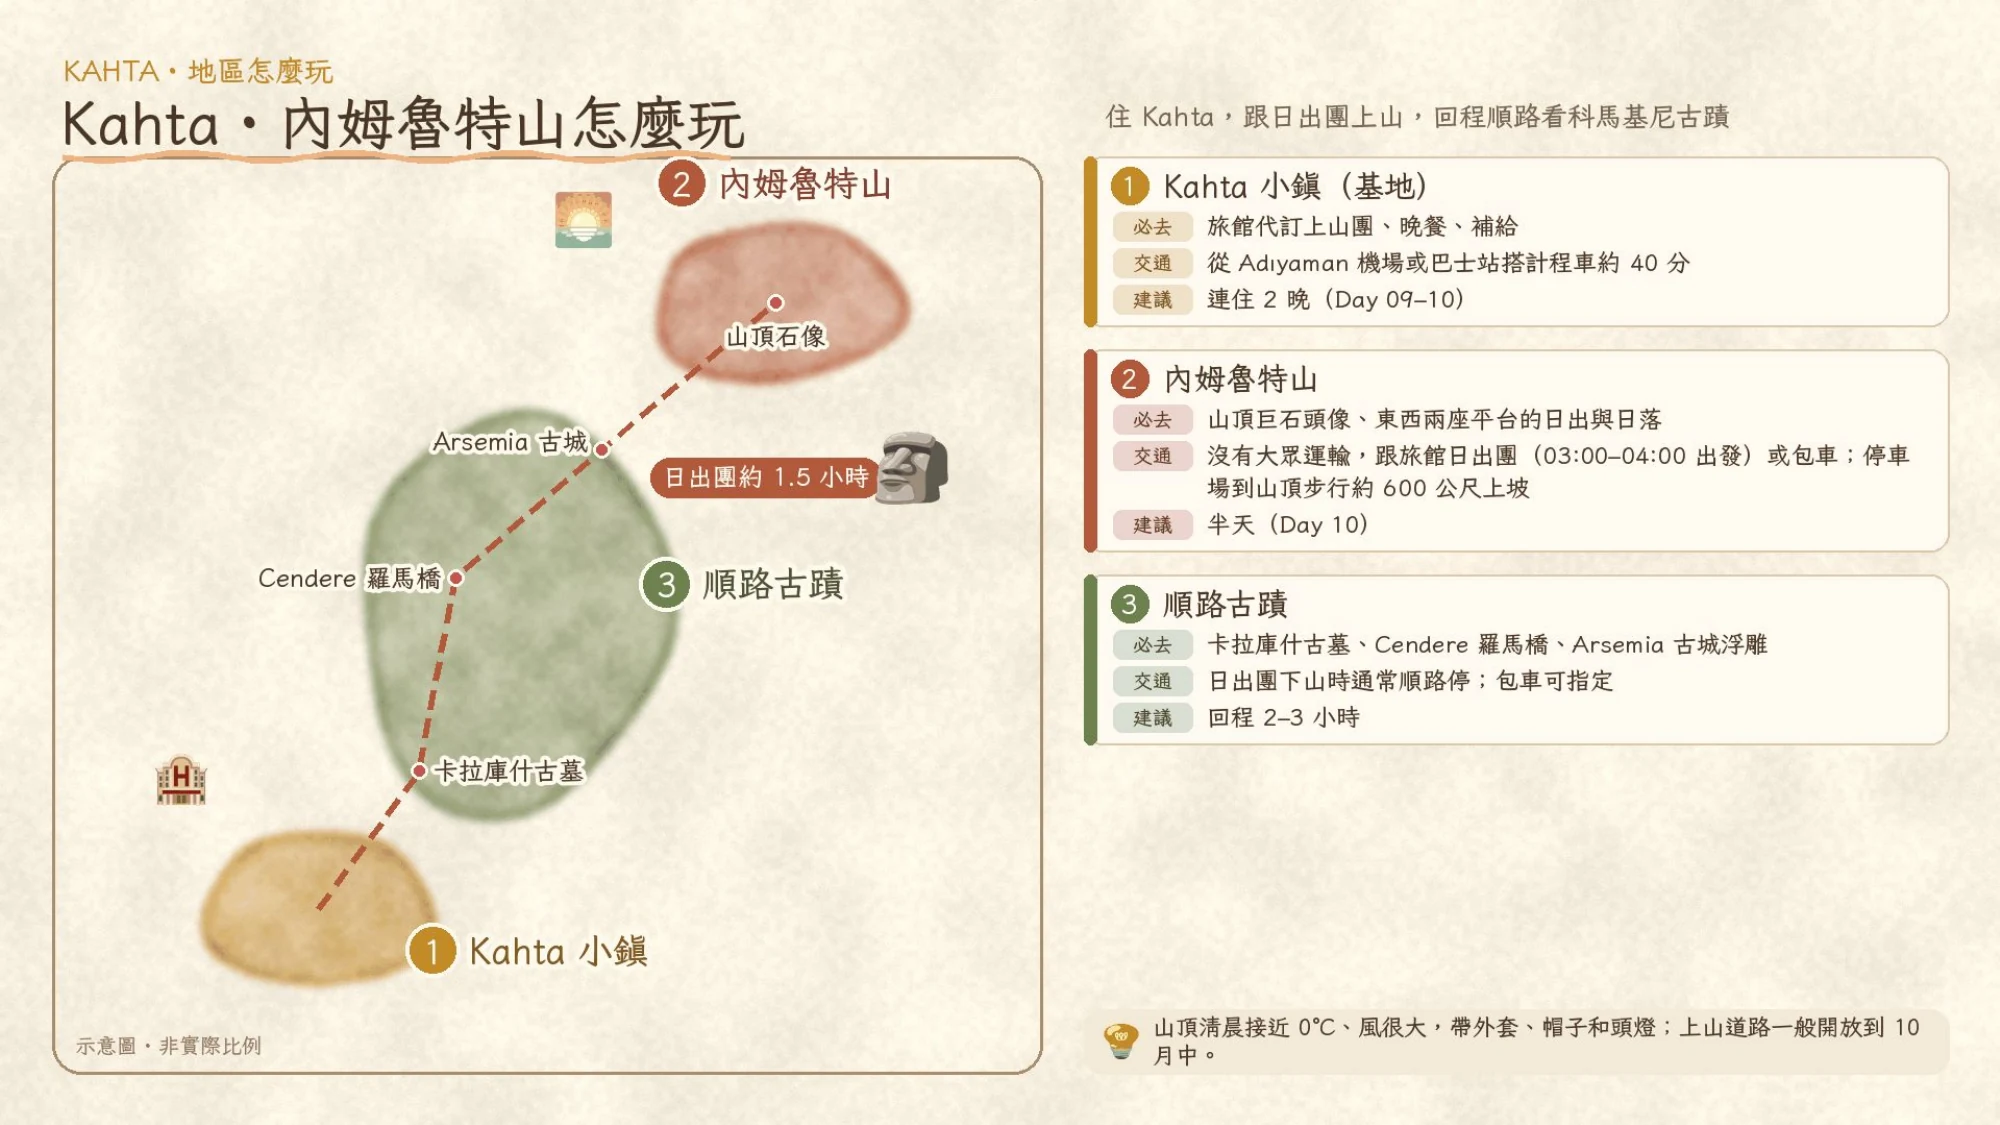 KAHTA・地區怎麼玩
Kahta・內姆魯特山怎麼玩
住 Kahta，跟日出團上山，回程順路看科馬基尼古蹟
2 內姆魯特山
山頂石像
Arsemia 古城
日出團約 1.5 小時
Cendere 羅馬橋
3 順路古蹟
卡拉庫什古墓
H
1 Kahta 小鎮
示意圖・非實際比例
1 Kahta 小鎮（基地）
必去 旅館代訂上山團、晚餐、補給
交通 從 Adıyaman 機場或巴士站搭計程車約 40 分
建議 連住 2 晚（Day 09–10）
2 內姆魯特山
必去 山頂巨石頭像、東西兩座平台的日出與日落
交通 沒有大眾運輸，跟旅館日出團（03:00–04:00 出發）或包車；停車
場到山頂步行約 600 公尺上坡
建議 半天（Day 10）
3 順路古蹟
必去 卡拉庫什古墓、Cendere 羅馬橋、Arsemia 古城浮雕
交通 日出團下山時通常順路停；包車可指定
建議 回程 2–3 小時
山頂清晨接近 0°C、風很大，帶外套、帽子和頭燈；上山道路一般開放到 10
月中。